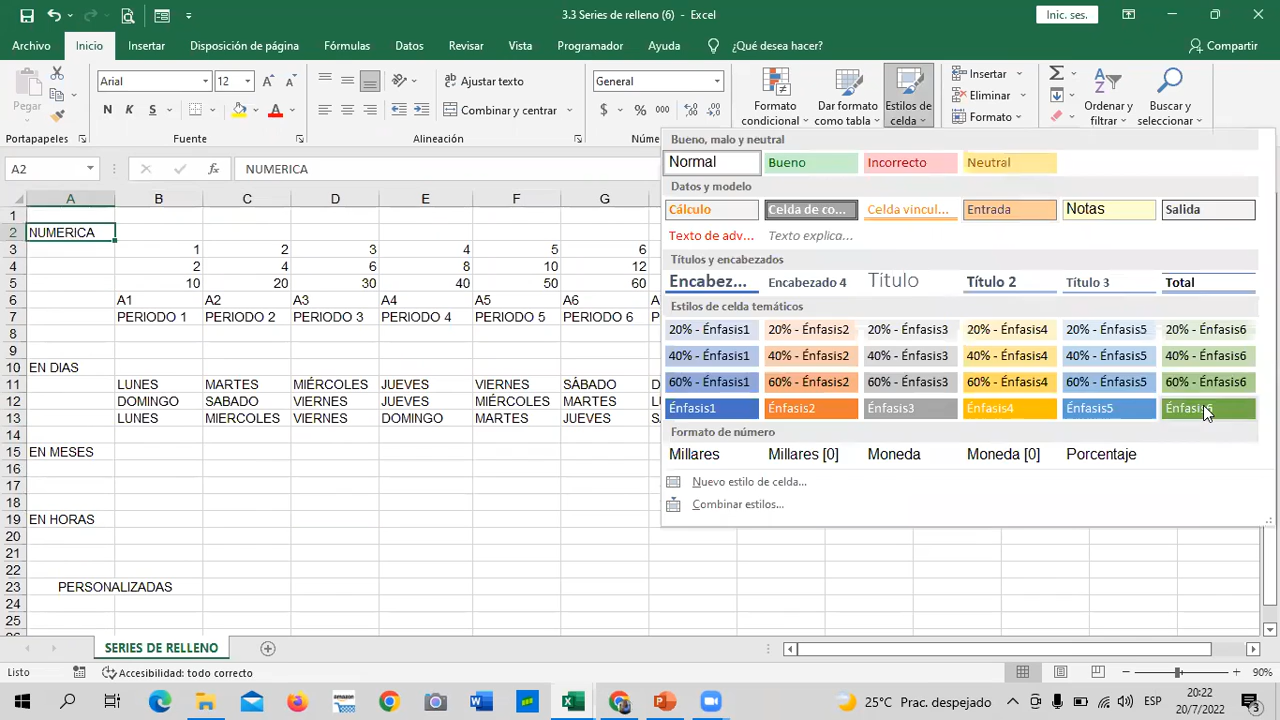 3.3 Series de relleno (6) - Excel
Inic. ses.
Archivo Inicio Insertar Disposición de página Fórmulas Datos Revisar Vista Programador Ayuda ¿Qué desea hacer? Compartir
Pegar
Arial 12
Ajustar texto
General
N K S
Combinar y centrar
$ % 000
Formato condicional
Dar formato como tabla
Estilos de celda
Insertar
Eliminar
Formato
Ordenar y filtrar
Buscar y seleccionar
Portapapeles Fuente Alineación
A2 fx NUMERICA
A B C D E F G
1
2 NUMERICA
3 1 2 3 4 5 6
4 2 4 6 8 10 12
5 10 20 30 40 50 60
6 A1 A2 A3 A4 A5 A6
7 PERIODO 1 PERIODO 2 PERIODO 3 PERIODO 4 PERIODO 5 PERIODO 6
8
9
10 EN DIAS
11 LUNES MARTES MIÉRCOLES JUEVES VIERNES SÁBADO
12 DOMINGO SABADO VIERNES JUEVES MIÉRCOLES MARTES
13 LUNES MIERCOLES VIERNES DOMINGO MARTES JUEVES
14
15 EN MESES
16
17
18
19 EN HORAS
20
21
22
23 PERSONALIZADAS
24
25
Bueno, malo y neutral
Normal Bueno Incorrecto Neutral
Datos y modelo
Cálculo Celda de co... Celda vincul... Entrada Notas Salida
Texto de adv... Texto explica...
Títulos y encabezados
Encabez... Encabezado 4 Título Título 2 Título 3 Total
Estilos de celda temáticos
20% - Énfasis1 20% - Énfasis2 20% - Énfasis3 20% - Énfasis4 20% - Énfasis5 20% - Énfasis6
40% - Énfasis1 40% - Énfasis2 40% - Énfasis3 40% - Énfasis4 40% - Énfasis5 40% - Énfasis6
60% - Énfasis1 60% - Énfasis2 60% - Énfasis3 60% - Énfasis4 60% - Énfasis5 60% - Énfasis6
Énfasis1 Énfasis2 Énfasis3 Énfasis4 Énfasis5 Énfasis6
Formato de número
Millares Millares [0] Moneda Moneda [0] Porcentaje
Nuevo estilo de celda...
Combinar estilos...
SERIES DE RELLENO
Listo Accesibilidad: todo correcto 90%
25°C Prac. despejado ESP
20:22
20/7/2022
3